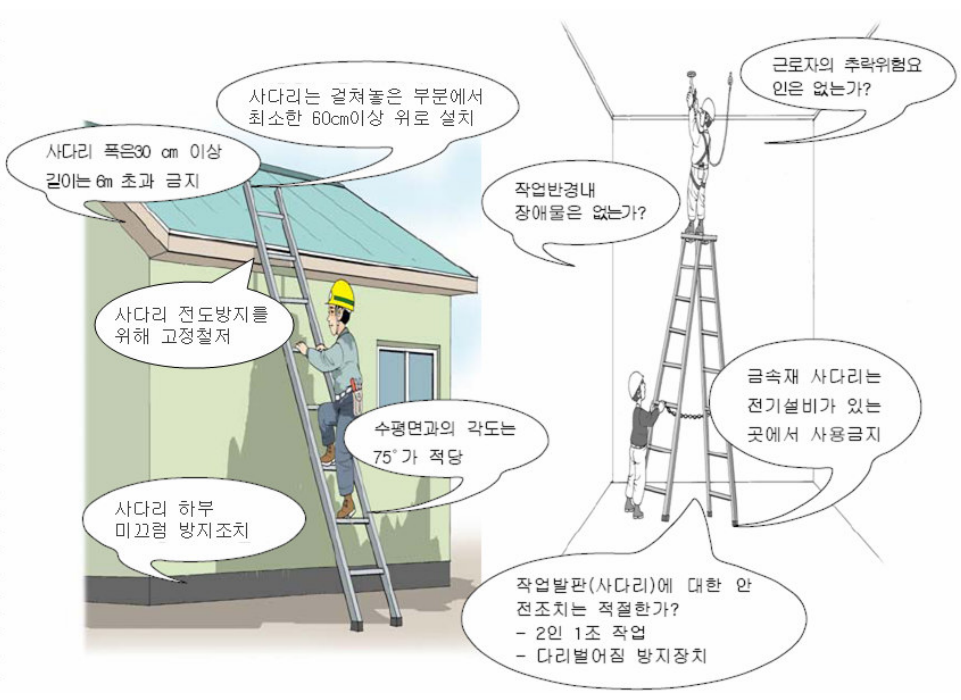 사다리는 걸쳐놓은 부분에서
최소한 60cm이상 위로 설치
사다리 폭은30 cm 이상
길이는 6m 초과 금지
사다리 전도방지를
위해 고정철저
수평면과의 각도는
75°가 적당
사다리 하부
미끄럼 방지조치
근로자의 추락위험요
인은 없는가?
작업반경내
장애물은 없는가?
금속재 사다리는
전기설비가 있는
곳에서 사용금지
작업발판(사다리)에 대한 안
전조치는 적절한가?
- 2인 1조 작업
- 다리벌어짐 방지장치